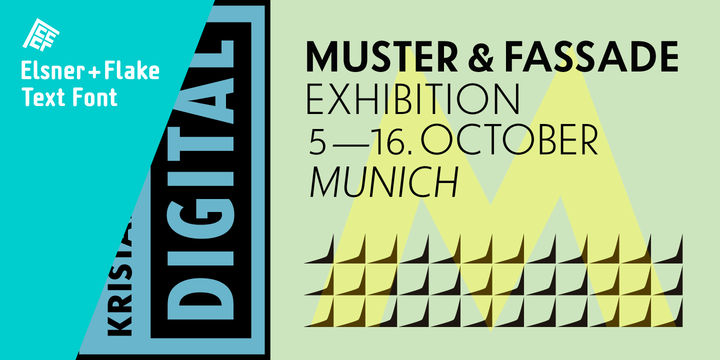 Elsner+Flake
Text Font
DIGITAL
MUSTER & FASSADE
EXHIBITION
5—16. OCTOBER
MUNICH